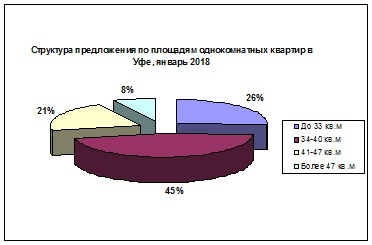 Структура предложения по площадям однокомнатных квартир в
Уфе, январь 2018
8%
26%
21%
45%
До 33 кв.м
34-40 кв.м
41-47 кв.м
Более 47 кв.м